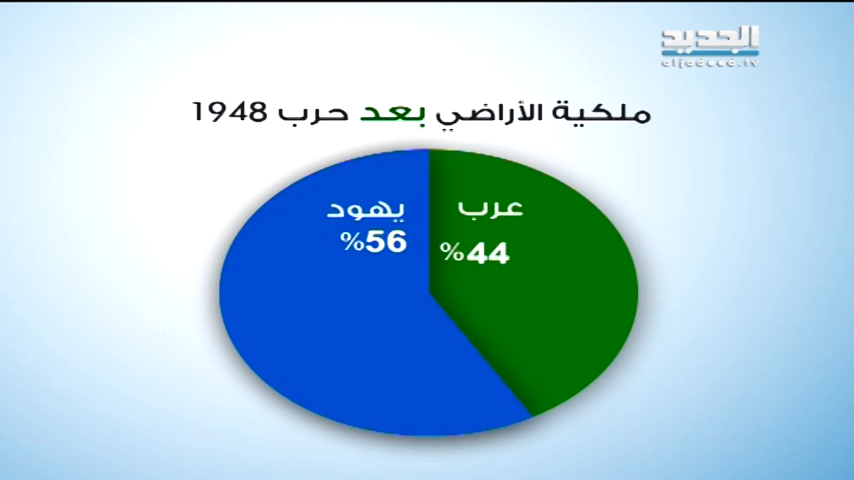 الجديد
aljadeed.tv
ملكية الأراضي بعد حرب 1948
عرب
%44
يهود
%56